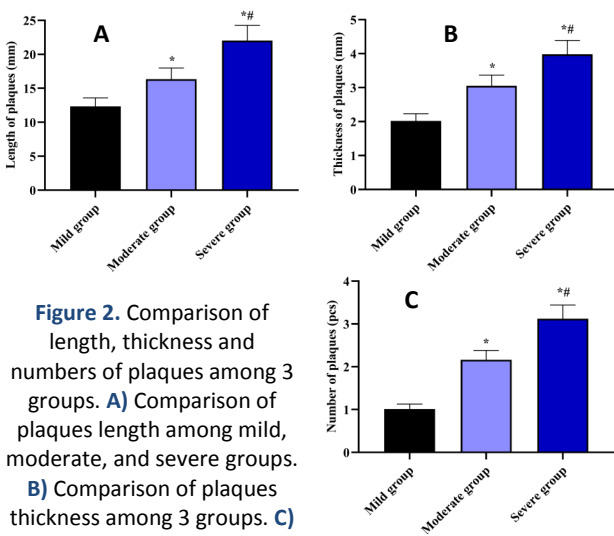 A
Length of plaques (mm)
25
20
15
10
5
0
*
*#
Mild group
Moderate group
Severe group
B
Thickness of plaques (mm)
5
4
3
2
1
0
*
*#
Mild group
Moderate group
Severe group
C
Number of plaques (pcs)
4
3
2
1
0
*
*#
Mild group
Moderate group
Severe group
Figure 2. Comparison of
length, thickness and
numbers of plaques among 3
groups. A) Comparison of
plaques length among mild,
moderate, and severe groups.
B) Comparison of plaques
thickness among 3 groups. C)